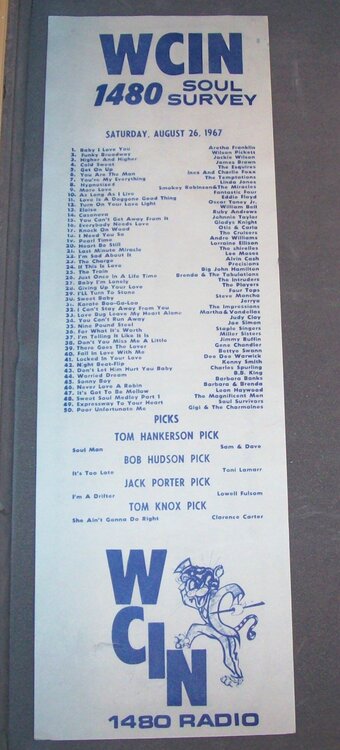 WCIN
1480 SOUL SURVEY
SATURDAY, AUGUST 26, 1967
1. Baby I Love You Aretha Franklin
2. Funky Broadway Wilson Pickett
3. Higher And Higher Jackie Wilson
4. Cold Sweat James Brown
5. Get On Up The Esquires
6. You Are The Man Inez And Charlie Foxx
7. You're My Everything The Temptations
8. Hypnotized Linda Jones
9. More Love Smokey Robinson&The Miracles
10. As Long As I Live Fantastic Four
11. Love Is A Doggone Good Thing Eddie Floyd
12. Turn On Your Love Light Oscar Toney Jr.
13. Eloise William Bell
14. Casanova Ruby Andrews
15. You Can't Get Away From It Johnnie Taylor
16. Everybody Needs Love Gladys Knight
17. Knock On Wood Otis & Carla
18. I Need You So The Cruisers
19. Pearl Time Andre Williams
20. Heart Be Still Lorraine Ellison
21. Last Minute Miracle The shirelles
22. I'm Sad About It Lee Moses
23. The Charge Alvin Cash
24. If This Is Love Precisions
25. The Train Big John Hamilton
26. Just Once In A Life Time Brenda & The Tabulations
27. Baby I'm Lonely The Intruders
28. Giving Up Your Love The Players
29. I'll Turn To Stone Four Tops
30. Sweet Baby Steve Mancha
31. Karate Boo-Ga-Loo Jerryo
32. I Can't Stay Away From You The Impressions
33. Love Bug Leave My Heart Alone Martha&Vandellas
34. You Can't Run Away Judy Clay
35. Nine Pound Steel Joe Simon
36. For What It's Worth Staple Singers
37. I'm Telling It Like It Is Miller Sisters
38. Don't You Miss Me A Little Jimmy Ruffin
39. There Goes The Lover Gene Chandler
40. Fall In Love With Me Bettye Swann
41. Locked In Your Love Dee Dee Warwick
42. Night Beat-flip Kenny Smith
43. Don't Let Him Hurt You Baby Charles Spurling
44. Worried Dream B.B. King
45. Sonny Boy Barbara Banks
46. Never Love A Robin Barbara & Brenda
47. It's Got To Be Mellow Leon Haywood
48. Sweet Soul Medley Part 1 The Magnificent Men
49. Expressway To Your Heart Soul Survivors
50. Poor Unfortunate Me Gigi & The Charmaines
PICKS
TOM HANKERSON PICK
Soul Man Sam & Dave
BOB HUDSON PICK
It's Too Late Toni Lamarr
JACK PORTER PICK
I'm A Drifter Lowell Fulsom
TOM KNOX PICK
She Ain't Gonna Do Right Clarence Carter
WCIN
1480 RADIO